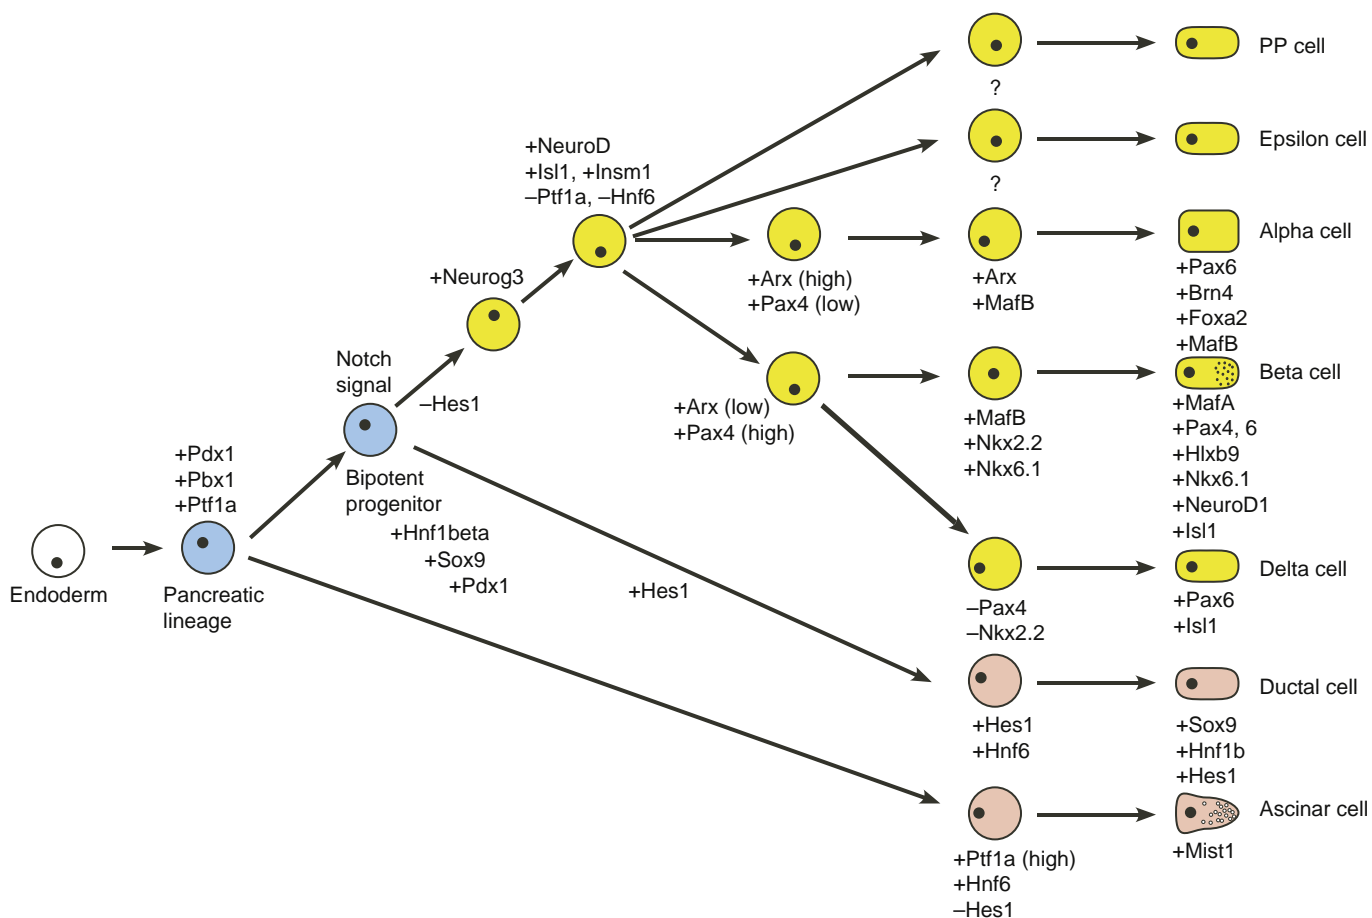 PP cell
?
Epsilon cell
?
+NeuroD
+Isl1, +Insm1
–Ptf1a, –Hnf6
Alpha cell
+Arx (high)
+Pax4 (low)
+Arx
+MafB
+Pax6
+Brn4
+Foxa2
+MafB
+Neurog3
Notch
signal
–Hes1
Beta cell
+Arx (low)
+Pax4 (high)
+MafB
+Nkx2.2
+Nkx6.1
+MafA
+Pax4, 6
+Hlxb9
+Nkx6.1
+NeuroD1
+Isl1
+Pdx1
+Pbx1
+Ptf1a
Bipotent
progenitor
+Hnf1beta
+Sox9
+Pdx1
+Hes1
Endoderm
Pancreatic
lineage
Delta cell
–Pax4
–Nkx2.2
+Pax6
+Isl1
Ductal cell
+Hes1
+Hnf6
+Sox9
+Hnf1b
+Hes1
Ascinar cell
+Ptf1a (high)
+Hnf6
–Hes1
+Mist1